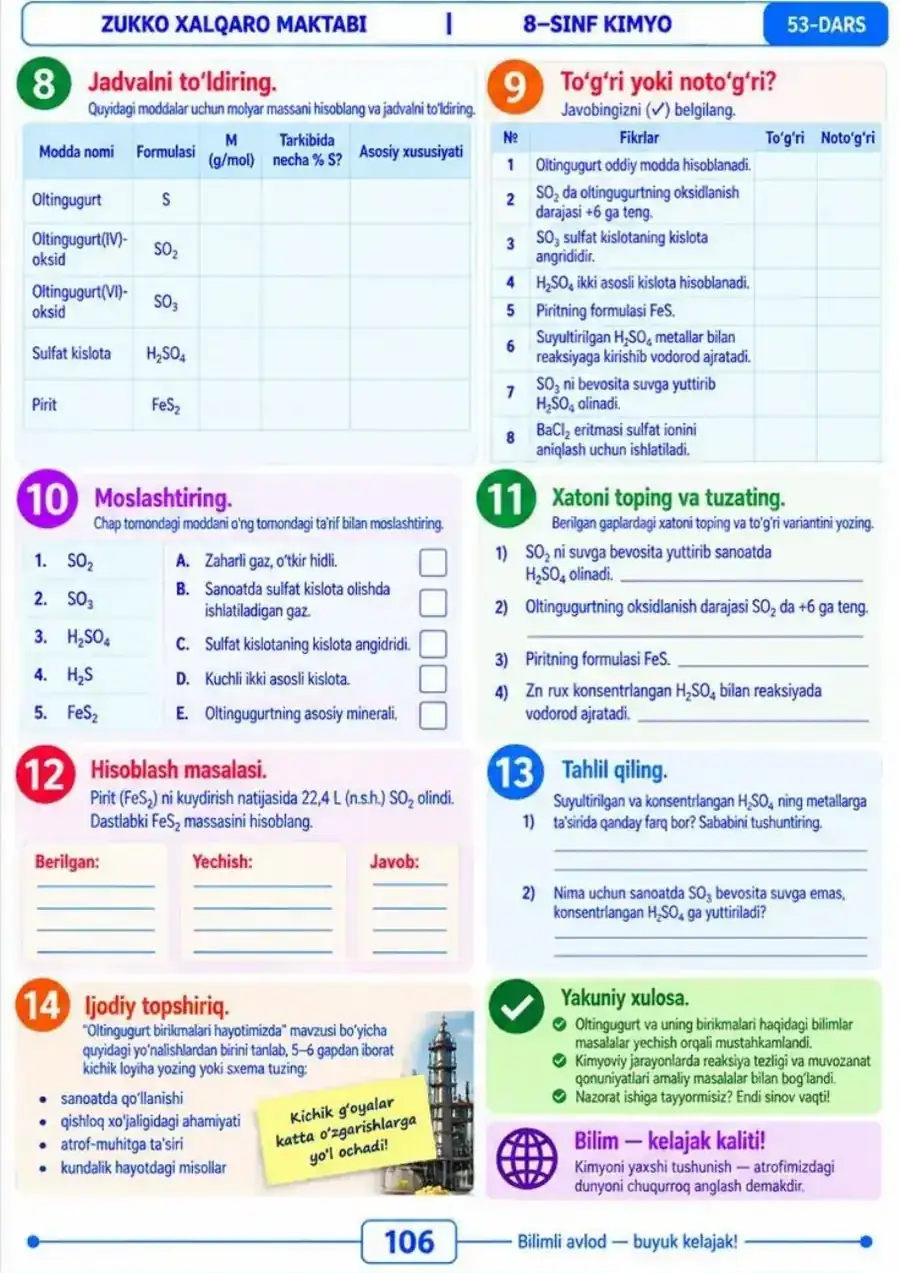 ZUKKO XALQARO MAKTABI | 8–SINF KIMYO 53-DARS
8 Jadvalni to‘ldiring.
Quyidagi moddalar uchun molyar massani hisoblang va jadvalni to‘ldiring.
Modda nomi Formulasi M (g/mol) Tarkibida necha % S? Asosiy xususiyati
Oltingugurt S
Oltingugurt(IV)-oksid SO₂
Oltingugurt(VI)-oksid SO₃
Sulfat kislota H₂SO₄
Pirit FeS₂
9 To‘g‘ri yoki noto‘g‘ri?
Javobingizni (✓) belgilang.
№ Fikrlar To‘g‘ri Noto‘g‘ri
1 Oltingugurt oddiy modda hisoblanadi.
2 SO₂ da oltingugurtning oksidlanish
darajasi +6 ga teng.
3 SO₃ sulfat kislotaning kislota
angrididir.
4 H₂SO₄ ikki asosli kislota hisoblanadi.
5 Piritning formulasi FeS.
6 Suyultirilgan H₂SO₄ metallar bilan
reaksiyaga kirishib vodorod ajratadi.
7 SO₃ ni bevosita suvga yuttirib
H₂SO₄ olinadi.
8 BaCl₂ eritmasi sulfat ionini
aniqlash uchun ishlatiladi.
10 Moslashtiring.
Chap tomondagi moddani o‘ng tomondagi ta’rif bilan moslashtiring.
1. SO₂
2. SO₃
3. H₂SO₄
4. H₂S
5. FeS₂
A. Zaharli gaz, o‘tkir hidli.
B. Sanoatda sulfat kislota olishda
ishlatiladigan gaz.
C. Sulfat kislotaning kislota angidridi.
D. Kuchli ikki asosli kislota.
E. Oltingugurtning asosiy minerali.
11 Xatoni toping va tuzating.
Berilgan gaplardagi xatoni toping va to‘g‘ri variantini yozing.
1) SO₂ ni suvga bevosita yuttirib sanoatda
H₂SO₄ olinadi.
2) Oltingugurtning oksidlanish darajasi SO₂ da +6 ga teng.
3) Piritning formulasi FeS.
4) Zn rux konsentrlangan H₂SO₄ bilan reaksiyada
vodorod ajratadi.
12 Hisoblash masalasi.
Pirit (FeS₂) ni kuydirish natijasida 22,4 L (n.sh.) SO₂ olindi.
Dastlabki FeS₂ massasini hisoblang.
Berilgan: Yechish: Javob:
13 Tahlil qiling.
Suyultirilgan va konsentrlangan H₂SO₄ ning metallarga
1) ta’sirida qanday farq bor? Sababini tushuntiring.
2) Nima uchun sanoatda SO₃ bevosita suvga emas,
konsentrlangan H₂SO₄ ga yuttiriladi?
14 Ijodiy topshiriq.
"Oltingugurt birikmalari hayotimizda" mavzusi bo‘yicha
quyidagi yo‘nalishlardan birini tanlab, 5–6 gapdan iborat
kichik loyiha yozing yoki sxema tuzing:
• sanoatda qo‘llanishi
• qishloq xo‘jaligidagi ahamiyati
• atrof-muhitga ta’siri
• kundalik hayotdagi misollar
Kichik g‘oyalar
katta o‘zgarishlarga
yo‘l ochadi!
Yakuniy xulosa.
Oltingugurt va uning birikmalari haqidagi bilimlar
masalalar yechish orqali mustahkamlandi.
Kimyoviy jarayonlarda reaksiya tezligi va muvozanat
qonuniyatlari amaliy masalalar bilan bog‘landi.
Nazorat ishiga tayyormisiz? Endi sinov vaqti!
Bilim — kelajak kaliti!
Kimyoni yaxshi tushunish — atrofimizdagi
dunyoni chuqurroq anglash demakdir.
106
Bilimli avlod — buyuk kelajak!